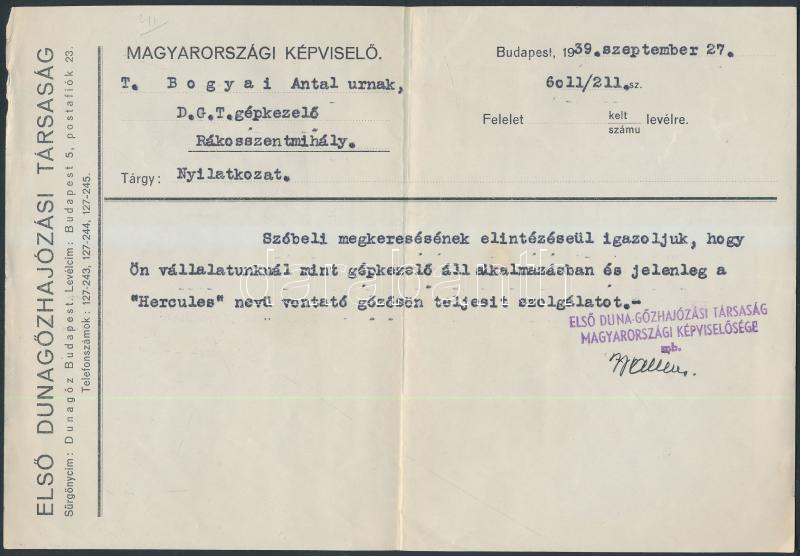 211
ELSŐ DUNAGŐZHAJÓZÁSI TÁRSASÁG
Sürgönycím: Dunagőz Budapest. Levélcím: Budapest 5, postafiók 23.
Telefonszámok: 127-243, 127-244, 127-245.
MAGYARORSZÁGI KÉPVISELŐ.
Budapest, 1939.szeptember 27.
T. Bogyai Antal urnak,
6011/211.sz.
D.G.T.gépkezelő
Felelet kelt számu levélre.
Rákosszentmihály.
Tárgy: Nyilatkozat.
Szóbeli megkeresésének elintézéseül igazoljuk, hogy
Ön vállalatunknál mint gépkezelő áll alkalmazásban és jelenleg a
"Hercules" nevü vontató gőzösön teljesit szolgálatot.-
darabanth
ELSŐ DUNA-GŐZHAJÓZÁSI TÁRSASÁG
MAGYARORSZÁGI KÉPVISELŐSÉGE